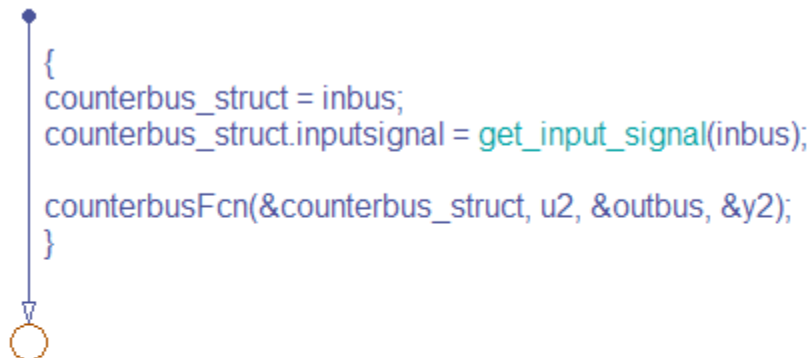 {
counterbus_struct = inbus;
counterbus_struct.inputsignal = get_input_signal(inbus);
counterbusFcn(&counterbus_struct, u2, &outbus, &y2);
}